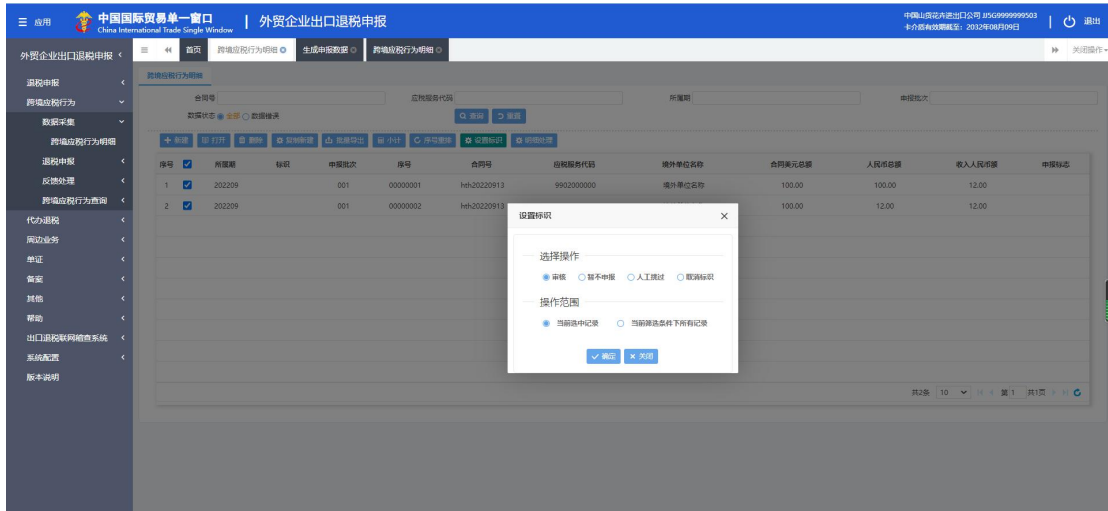 应用 中国国际贸易单一窗口 China International Trade Single Window 外贸企业出口退税申报 中国山货花卉进出口公司 JJ5G9999999503 退出
卡介质有效期截至：2032年08月09日
外贸企业出口退税申报 首页 跨境应税行为明细 生成申报数据 跨境应税行为明细 关闭操作
跨境应税行为明细
退税申报
跨境应税行为
数据采集
跨境应税行为明细
退税申报
反馈处理
跨境应税行为查询
代办退税
周边业务
单证
备案
其他
帮助
出口退税联网稽查系统
系统配置
版本说明
合同号 应税服务代码 所属期 申报批次
数据状态 全部 数据错误 查询 重置
新建 打开 删除 复制新建 批量导出 小计 序号重排 设置标识 明细处理
序号 所属期 标识 申报批次 序号 合同号 应税服务代码 境外单位名称 合同美元总额 人民币总额 收入人民币额 申报标志
1 202209 001 00000001 hth20220913 9902000000 境外单位名称 100.00 100.00 12.00
2 202209 001 00000002 hth20220913 100.00 12.00 12.00
设置标识
选择操作
审核 暂不申报 人工挑过 取消标识
操作范围
当前选中记录 当前筛选条件下所有记录
确定 关闭
共2条 10 第 1 共1页